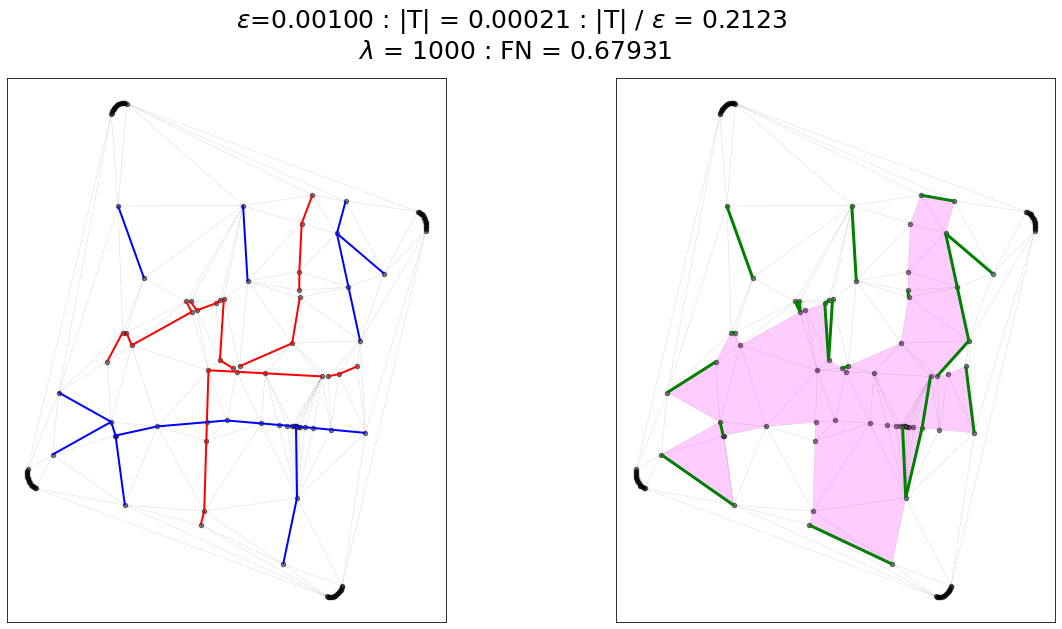 ε=0.00100 : |T| = 0.00021 : |T| / ε = 0.2123
λ = 1000 : FN = 0.67931